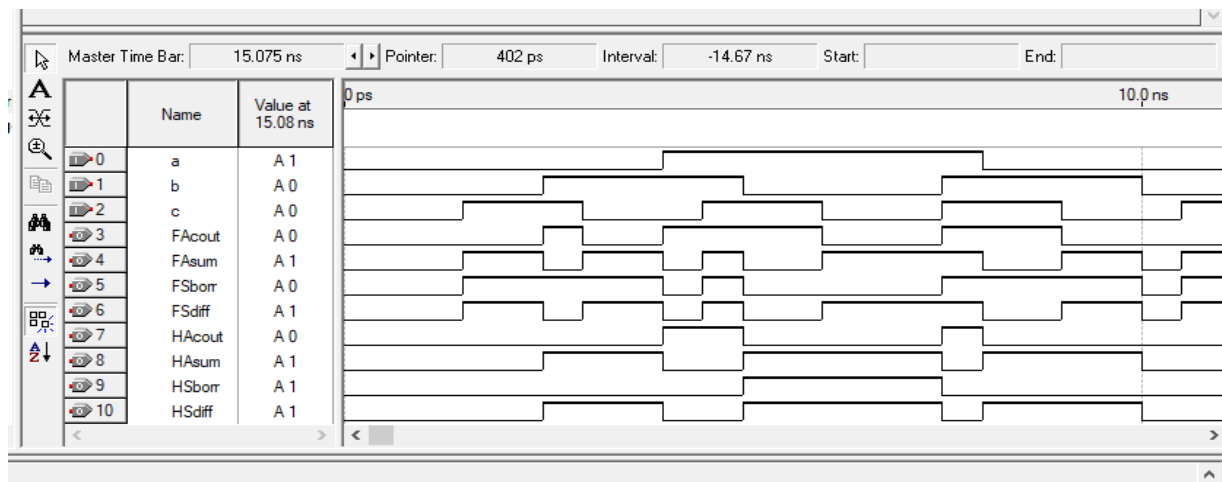 Master Time Bar: 15.075 ns Pointer: 402 ps Interval: -14.67 ns Start: End:
Name Value at 15.08 ns 0 ps 10.0 ns
0 a A 1
1 b A 0
2 c A 0
3 FAcout A 0
4 FAsum A 1
5 FSborr A 0
6 FSdiff A 1
7 HAcout A 0
8 HAsum A 1
9 HSborr A 1
10 HSdiff A 1